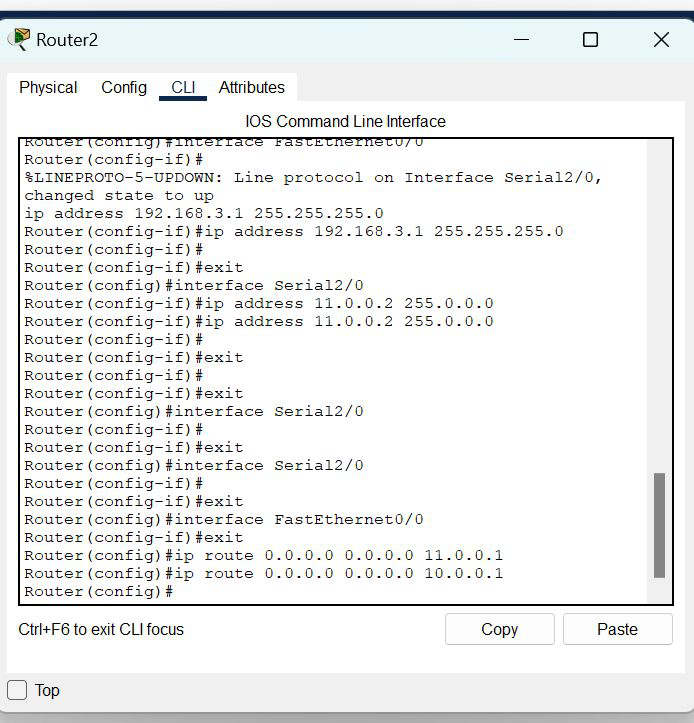 Router2
Physical Config CLI Attributes
IOS Command Line Interface
Router(config)#interface FastEthernet0/0
Router(config-if)#
%LINEPROTO-5-UPDOWN: Line protocol on Interface Serial2/0,
changed state to up
ip address 192.168.3.1 255.255.255.0
Router(config-if)#ip address 192.168.3.1 255.255.255.0
Router(config-if)#
Router(config-if)#exit
Router(config)#interface Serial2/0
Router(config-if)#ip address 11.0.0.2 255.0.0.0
Router(config-if)#ip address 11.0.0.2 255.0.0.0
Router(config-if)#
Router(config-if)#exit
Router(config-if)#
Router(config-if)#exit
Router(config)#interface Serial2/0
Router(config-if)#
Router(config-if)#exit
Router(config)#interface Serial2/0
Router(config-if)#
Router(config-if)#exit
Router(config)#interface FastEthernet0/0
Router(config-if)#exit
Router(config)#ip route 0.0.0.0 0.0.0.0 11.0.0.1
Router(config)#ip route 0.0.0.0 0.0.0.0 10.0.0.1
Router(config)#
Ctrl+F6 to exit CLI focus
Copy Paste
Top